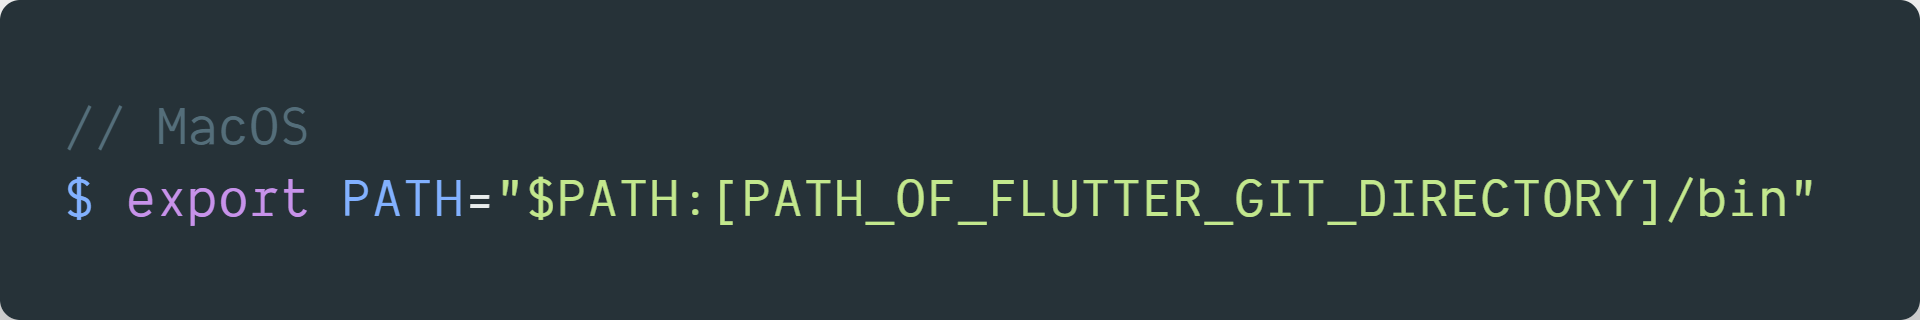 // MacOS
$ export PATH="$PATH:[PATH_OF_FLUTTER_GIT_DIRECTORY]/bin"